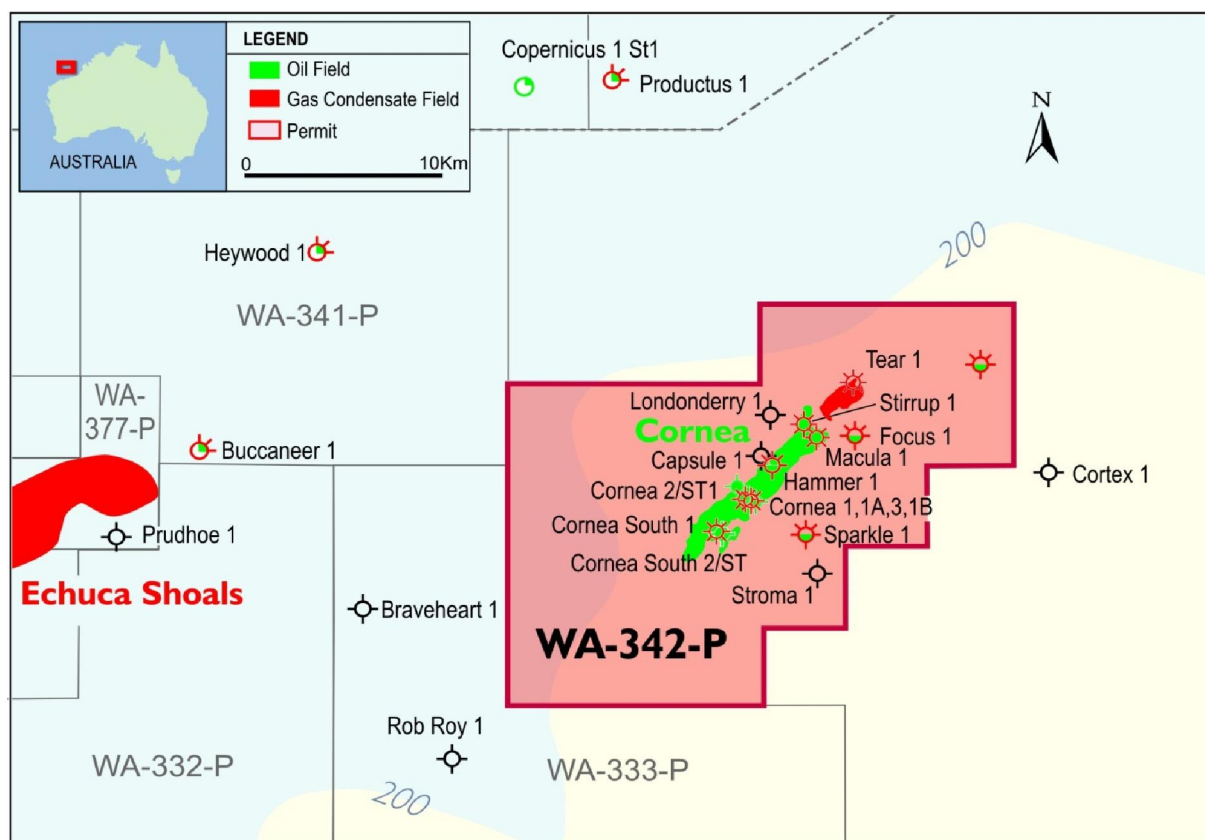 LEGEND
Oil Field
Gas Condensate Field
Permit
0 10Km
AUSTRALIA
Copernicus 1 St1
Productus 1
N
Heywood 1
200
WA-341-P
Tear 1
WA-
377-P
Londonderry 1
Stirrup 1
Cornea
Focus 1
Buccaneer 1
Capsule 1
Macula 1
Cortex 1
Hammer 1
Cornea 2/ST1
Cornea 1,1A,3,1B
Prudhoe 1
Cornea South 1
Sparkle 1
Cornea South 2/ST
Echuca Shoals
Stroma 1
Braveheart 1
WA-342-P
Rob Roy 1
WA-332-P
WA-333-P
200